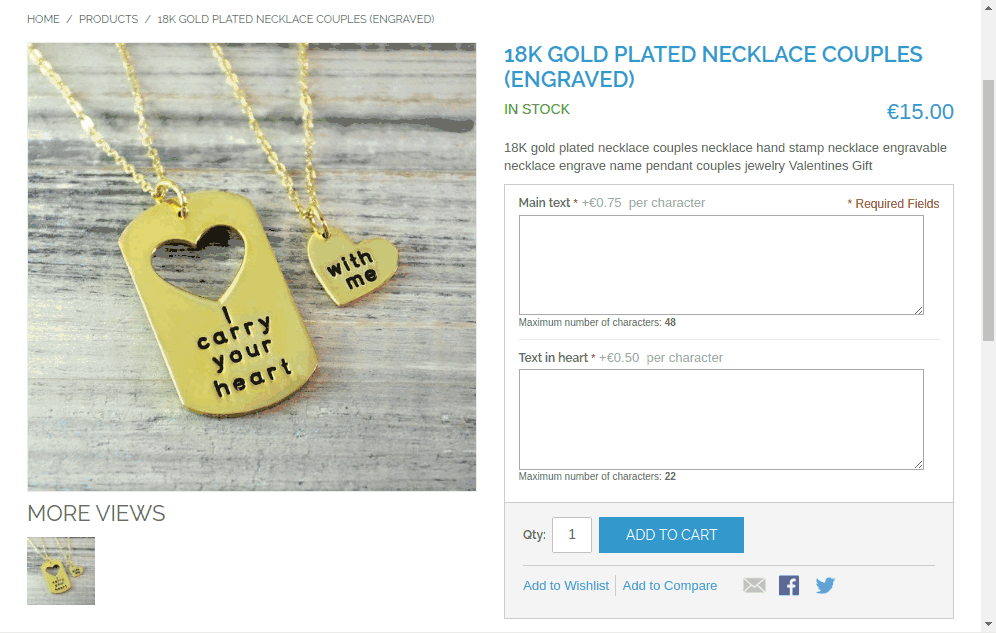 HOME / PRODUCTS / 18K GOLD PLATED NECKLACE COUPLES (ENGRAVED)
I
carry
your
heart
with
me
MORE VIEWS
18K GOLD PLATED NECKLACE COUPLES
(ENGRAVED)
IN STOCK
€15.00
18K gold plated necklace couples necklace hand stamp necklace engravable
necklace engrave name pendant couples jewelry Valentines Gift
Main text * +€0.75 per character
* Required Fields
Maximum number of characters: 48
Text in heart * +€0.50 per character
Maximum number of characters: 22
Qty: 1 ADD TO CART
Add to Wishlist | Add to Compare